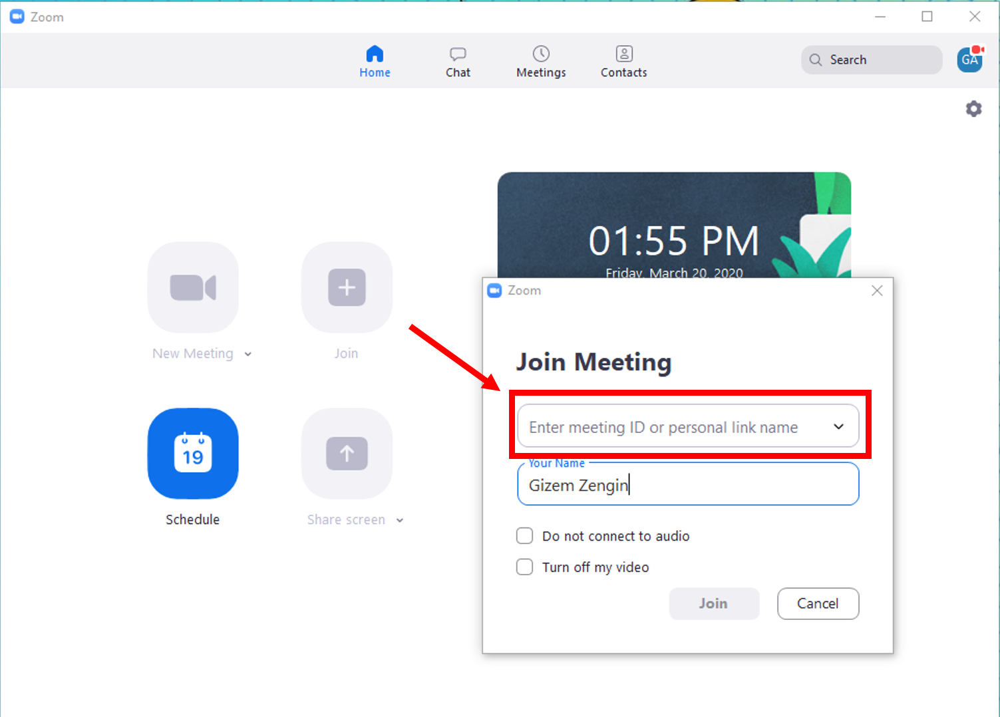 Zoom
Home
Chat
Meetings
Contacts
Search
GA
01:55 PM
Friday, March 20, 2020
New Meeting
Join
19
Schedule
Share screen
Zoom
Join Meeting
Enter meeting ID or personal link name
Your Name
Gizem Zengin
Do not connect to audio
Turn off my video
Join
Cancel